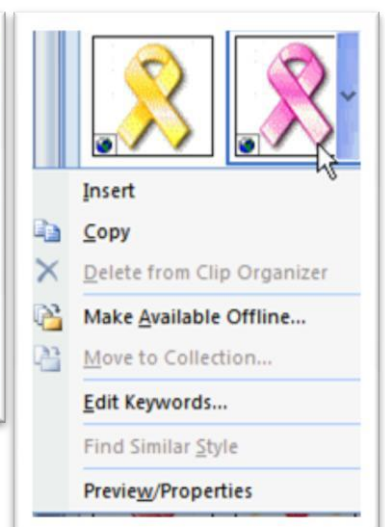 Insert
Copy
Delete from Clip Organizer
Make Available Offline...
Move to Collection...
Edit Keywords...
Find Similar Style
Preview/Properties